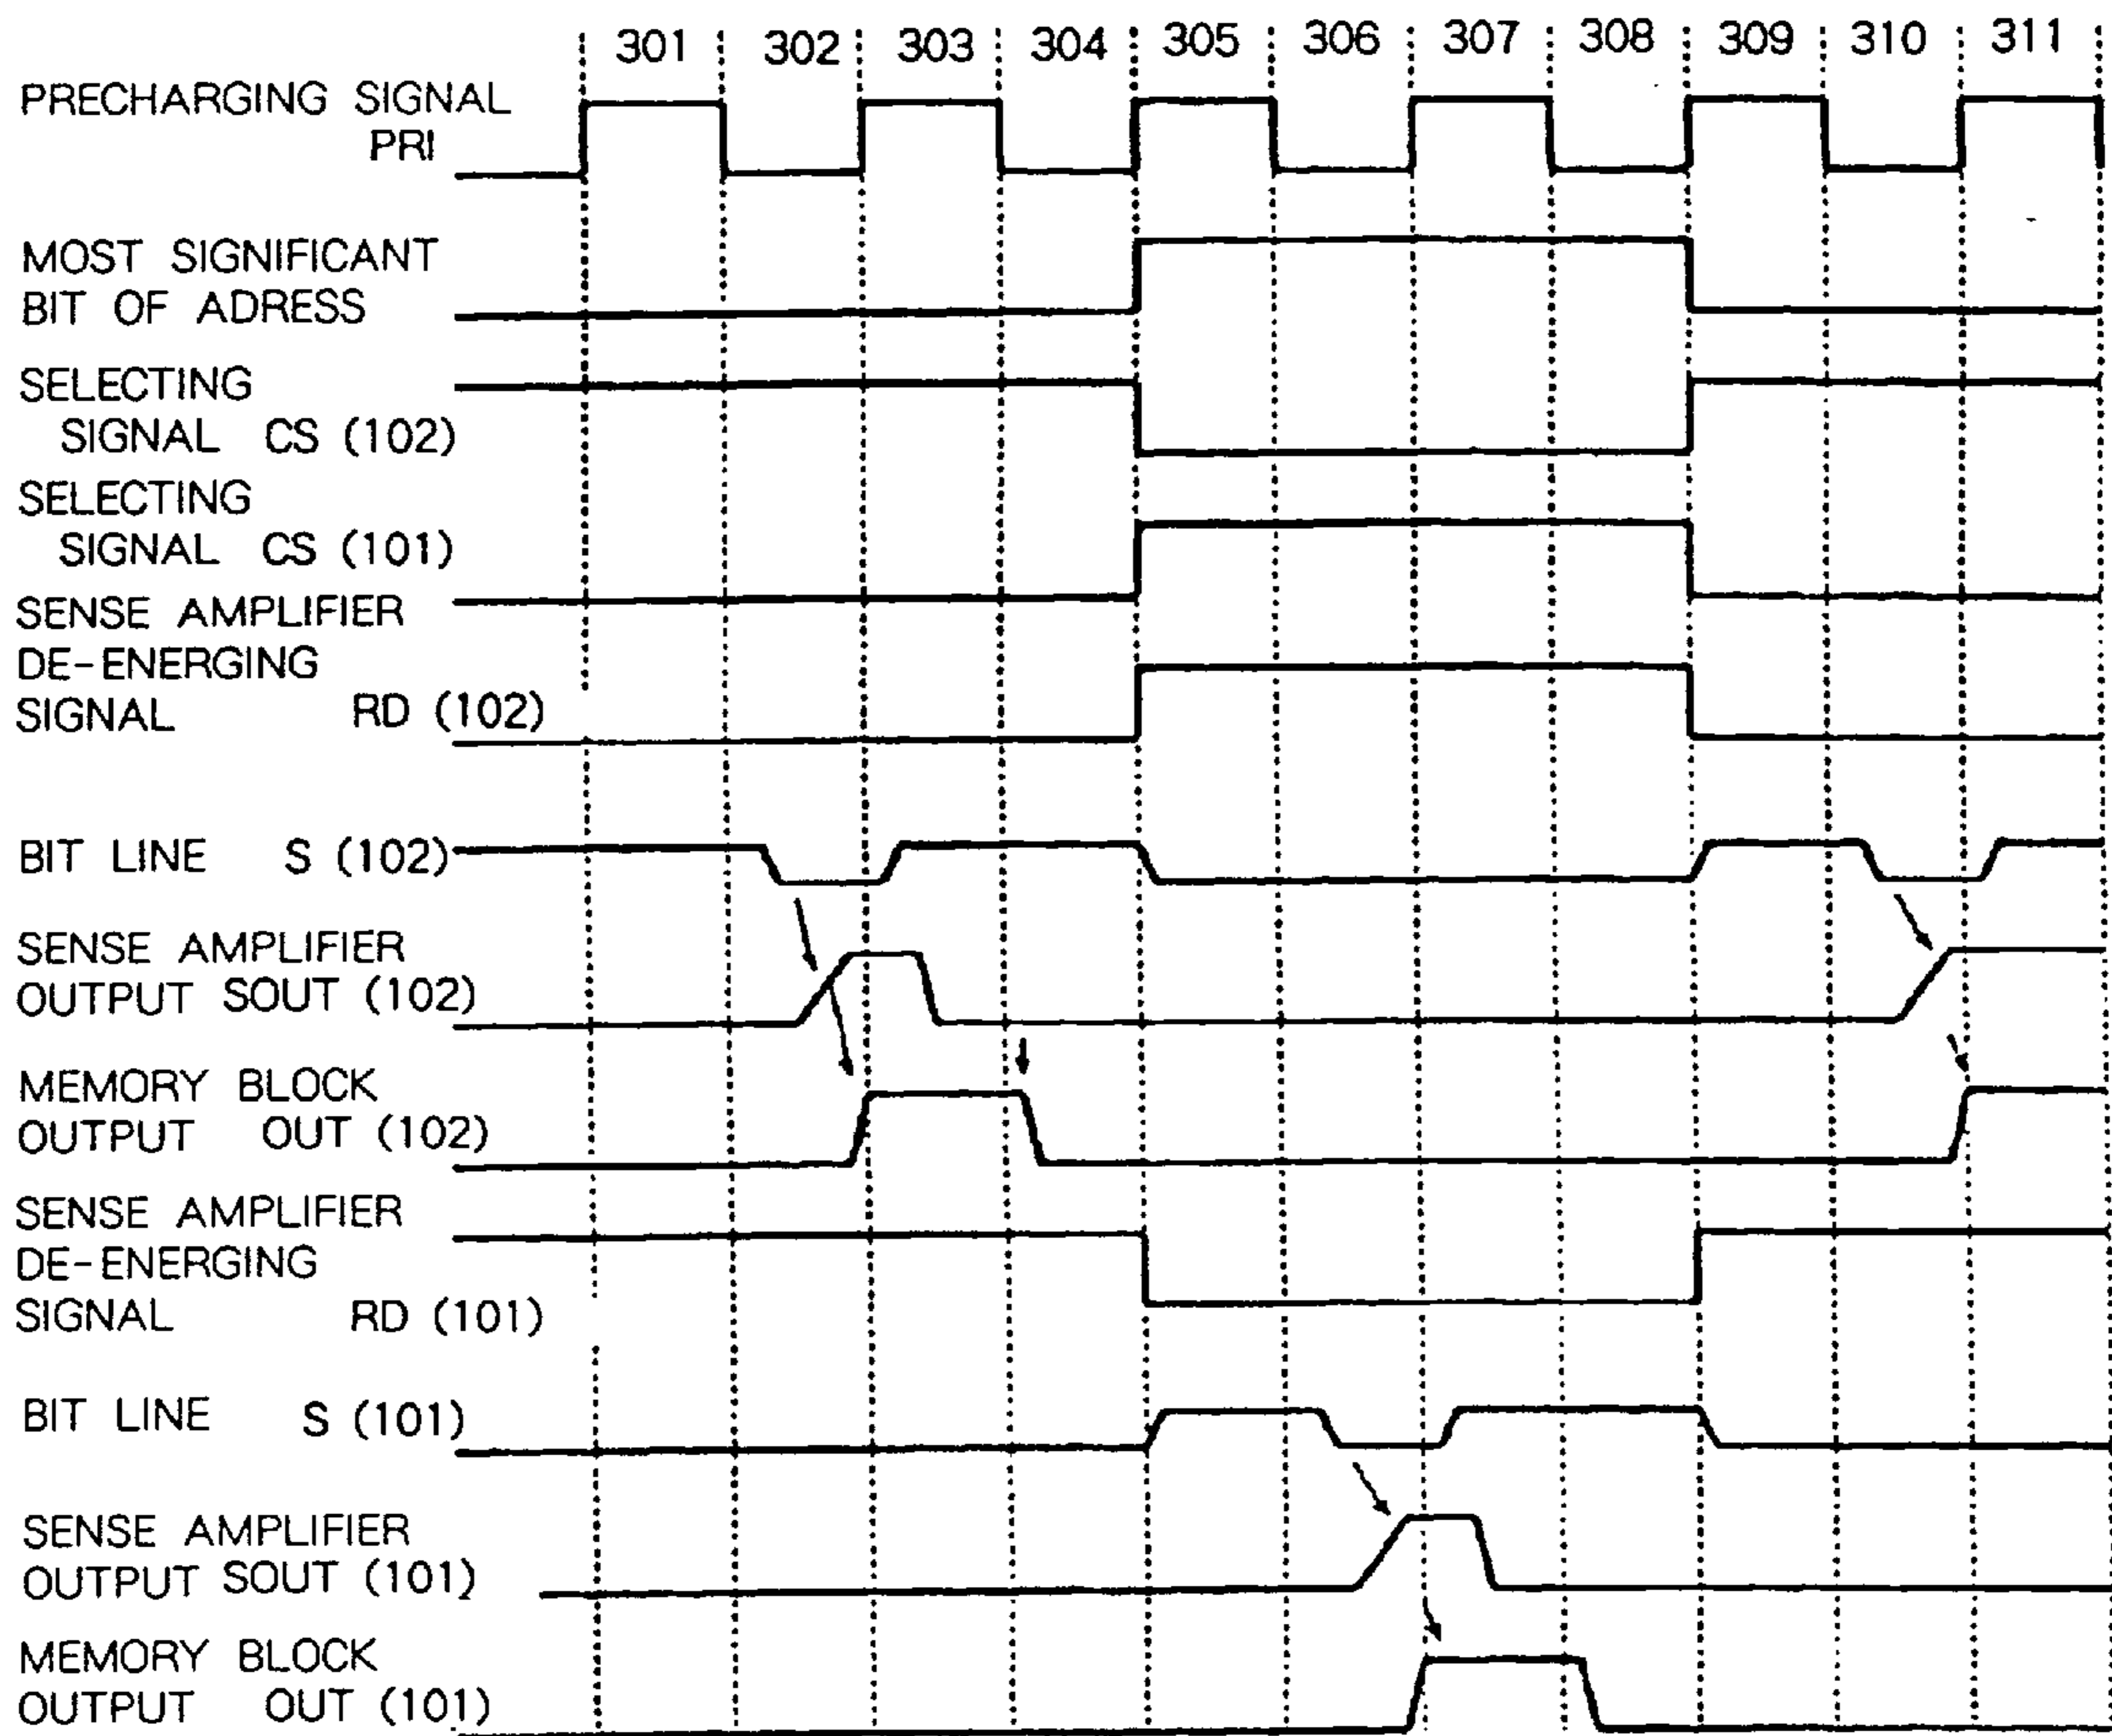 301 302 303 304 305 306 307 308 309 310 311
PRECHARGING SIGNAL
PRI
MOST SIGNIFICANT
BIT OF ADRESS
SELECTING
SIGNAL CS (102)
SELECTING
SIGNAL CS (101)
SENSE AMPLIFIER
DE-ENERGING
SIGNAL RD (102)
BIT LINE S (102)
SENSE AMPLIFIER
OUTPUT SOUT (102)
MEMORY BLOCK
OUTPUT OUT (102)
SENSE AMPLIFIER
DE-ENERGING
SIGNAL RD (101)
BIT LINE S (101)
SENSE AMPLIFIER
OUTPUT SOUT (101)
MEMORY BLOCK
OUTPUT OUT (101)